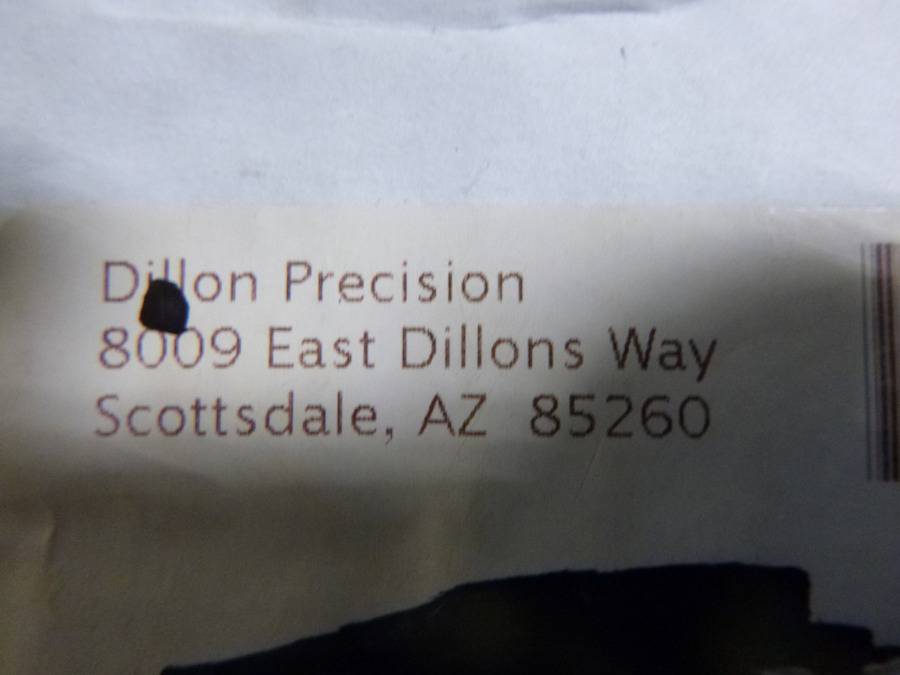 Dillon Precision
8009 East Dillons Way
Scottsdale, AZ 85260